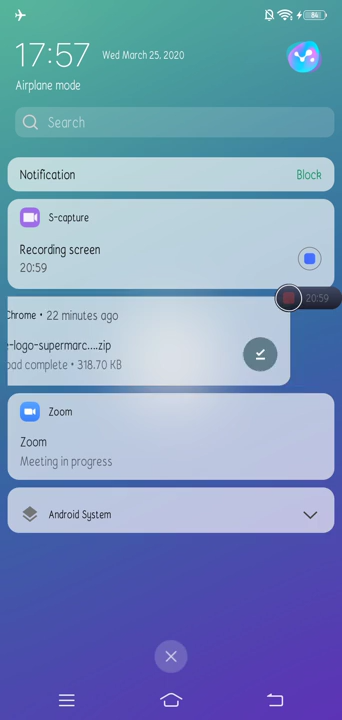 84
17:57
Wed March 25, 2020
Airplane mode
Search
Notification
Block
S-capture
Recording screen
20:59
20:59
Chrome • 22 minutes ago
e-logo-supermarc....zip
oad complete • 318.70 KB
Zoom
Zoom
Meeting in progress
Android System